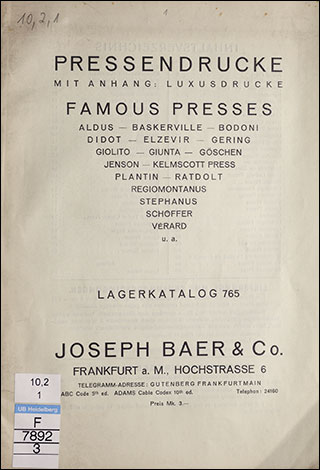 10,2,1
PRESSENDRUCKE
MIT ANHANG: LUXUSDRUCKE
FAMOUS PRESSES
ALDUS — BASKERVILLE — BODONI
DIDOT — ELZEVIR — GERING
GIOLITO — GIUNTA — GÖSCHEN
JENSON — KELMSCOTT PRESS
PLANTIN — RATDOLT
REGIOMONTANUS
STEPHANUS
SCHÖFFER
VÉRARD
u. a.
LAGERKATALOG 765
JOSEPH BAER & Co.
FRANKFURT a. M., HOCHSTRASSE 6
TELEGRAMM-ADRESSE: GUTENBERG FRANKFURTMAIN
ABC Code 5th ed. ADAMS Cable Codex 10th ed. Telephon: 24160
Preis Mk. 3.—
10,2
1
UB Heidelberg
F
7892
3